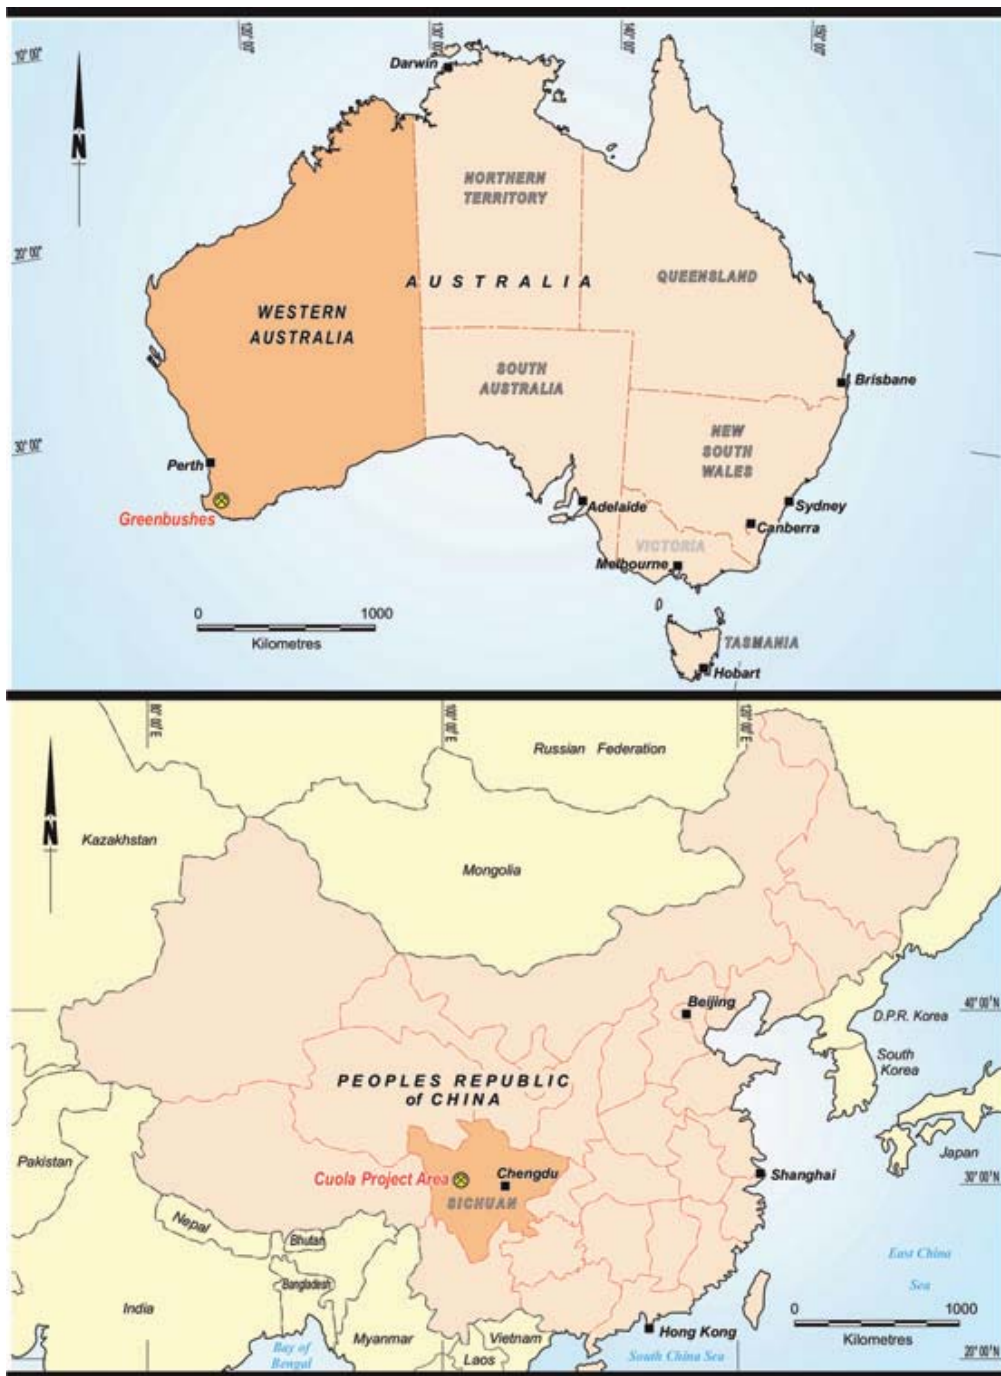 120°00'
130°00'
140°00'
150°00'
10°00"
Darwin
N
NORTHERN
TERRITORY
20°00"
AUSTRALIA
QUEENSLAND
WESTERN
AUSTRALIA
SOUTH
AUSTRALIA
Brisbane
NEW
SOUTH
WALES
30°00"
Perth
Greenbushes
Adelaide
Sydney
Canberra
VICTORIA
Melbourne
0 1000
Kilometres
TASMANIA
Hobart
80°00'E
100°00'E
120°00'E
Russian Federation
N
Kazakhstan
Mongolia
Beijing
40°00'N
D.P.R. Korea
South
Korea
PEOPLES REPUBLIC
of CHINA
Pakistan
Japan
Cuola Project Area
Chengdu
Shanghai
30°00'N
SICHUAN
Nepal
Bhutan
Bangladesh
East China
Sea
India
0 1000
Kilometres
Myanmar
Vietnam
Hong Kong
Bay of
Bengal
Laos
South China Sea
20°00'N